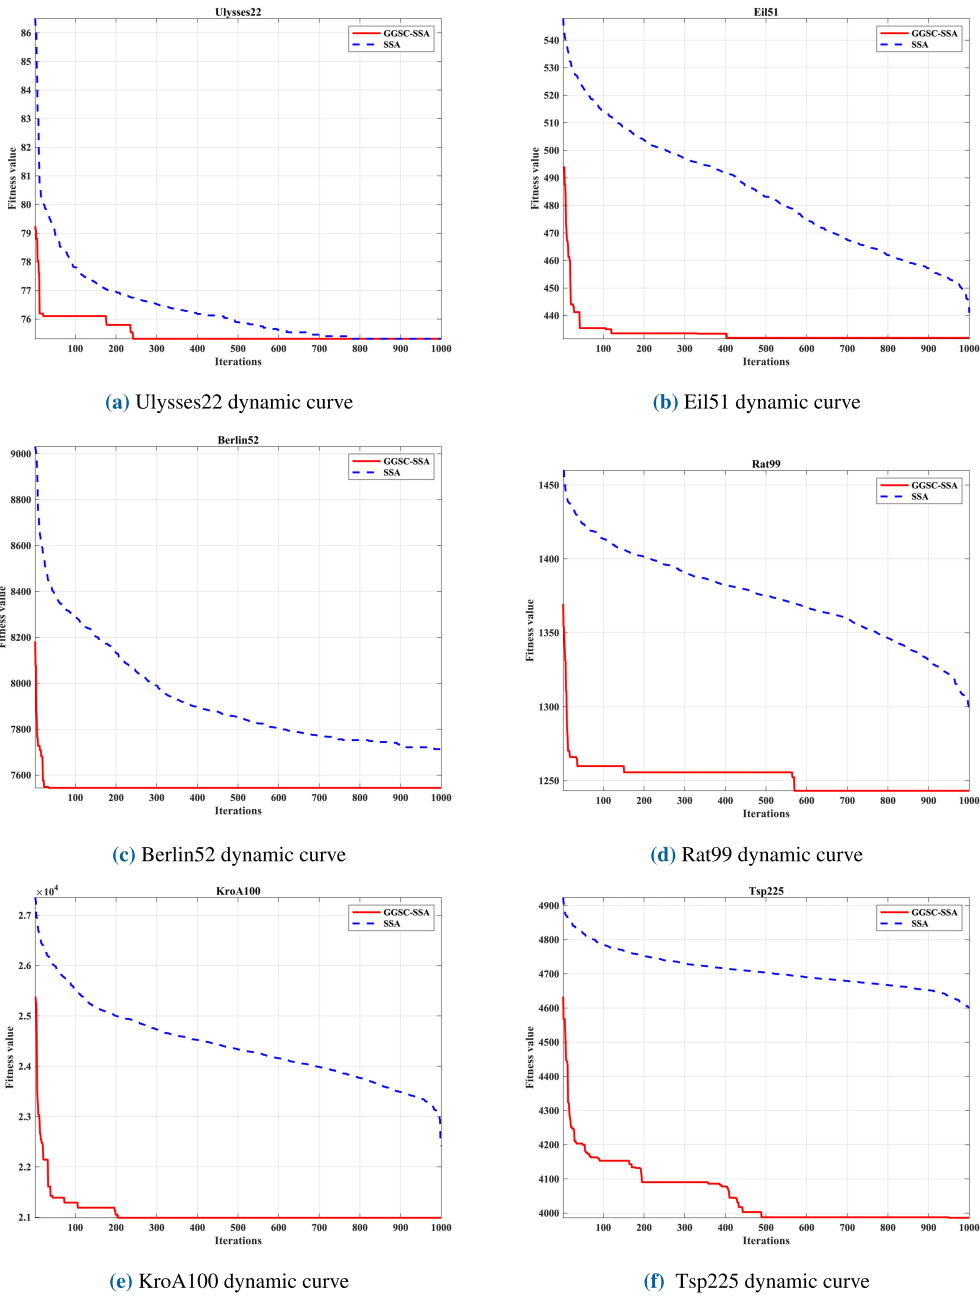 Ulysses22
GGSC-SSA
SSA
86
85
84
83
82
81
80
79
78
77
76
Fitness value
100 200 300 400 500 600 700 800 900 1000
Iterations
(a) Ulysses22 dynamic curve
Eil51
GGSC-SSA
SSA
540
530
520
510
500
490
480
470
460
450
440
Fitness value
100 200 300 400 500 600 700 800 900 1000
Iterations
(b) Eil51 dynamic curve
Berlin52
GGSC-SSA
SSA
9000
8800
8600
8400
8200
8000
7800
7600
Fitness value
100 200 300 400 500 600 700 800 900 1000
Iterations
(c) Berlin52 dynamic curve
Rat99
GGSC-SSA
SSA
1450
1400
1350
1300
1250
Fitness value
100 200 300 400 500 600 700 800 900 1000
Iterations
(d) Rat99 dynamic curve
KroA100
×10^4
GGSC-SSA
SSA
2.7
2.6
2.5
2.4
2.3
2.2
2.1
Fitness value
100 200 300 400 500 600 700 800 900 1000
Iterations
(e) KroA100 dynamic curve
Tsp225
GGSC-SSA
SSA
4900
4800
4700
4600
4500
4400
4300
4200
4100
4000
Fitness value
100 200 300 400 500 600 700 800 900 1000
Iterations
(f) Tsp225 dynamic curve